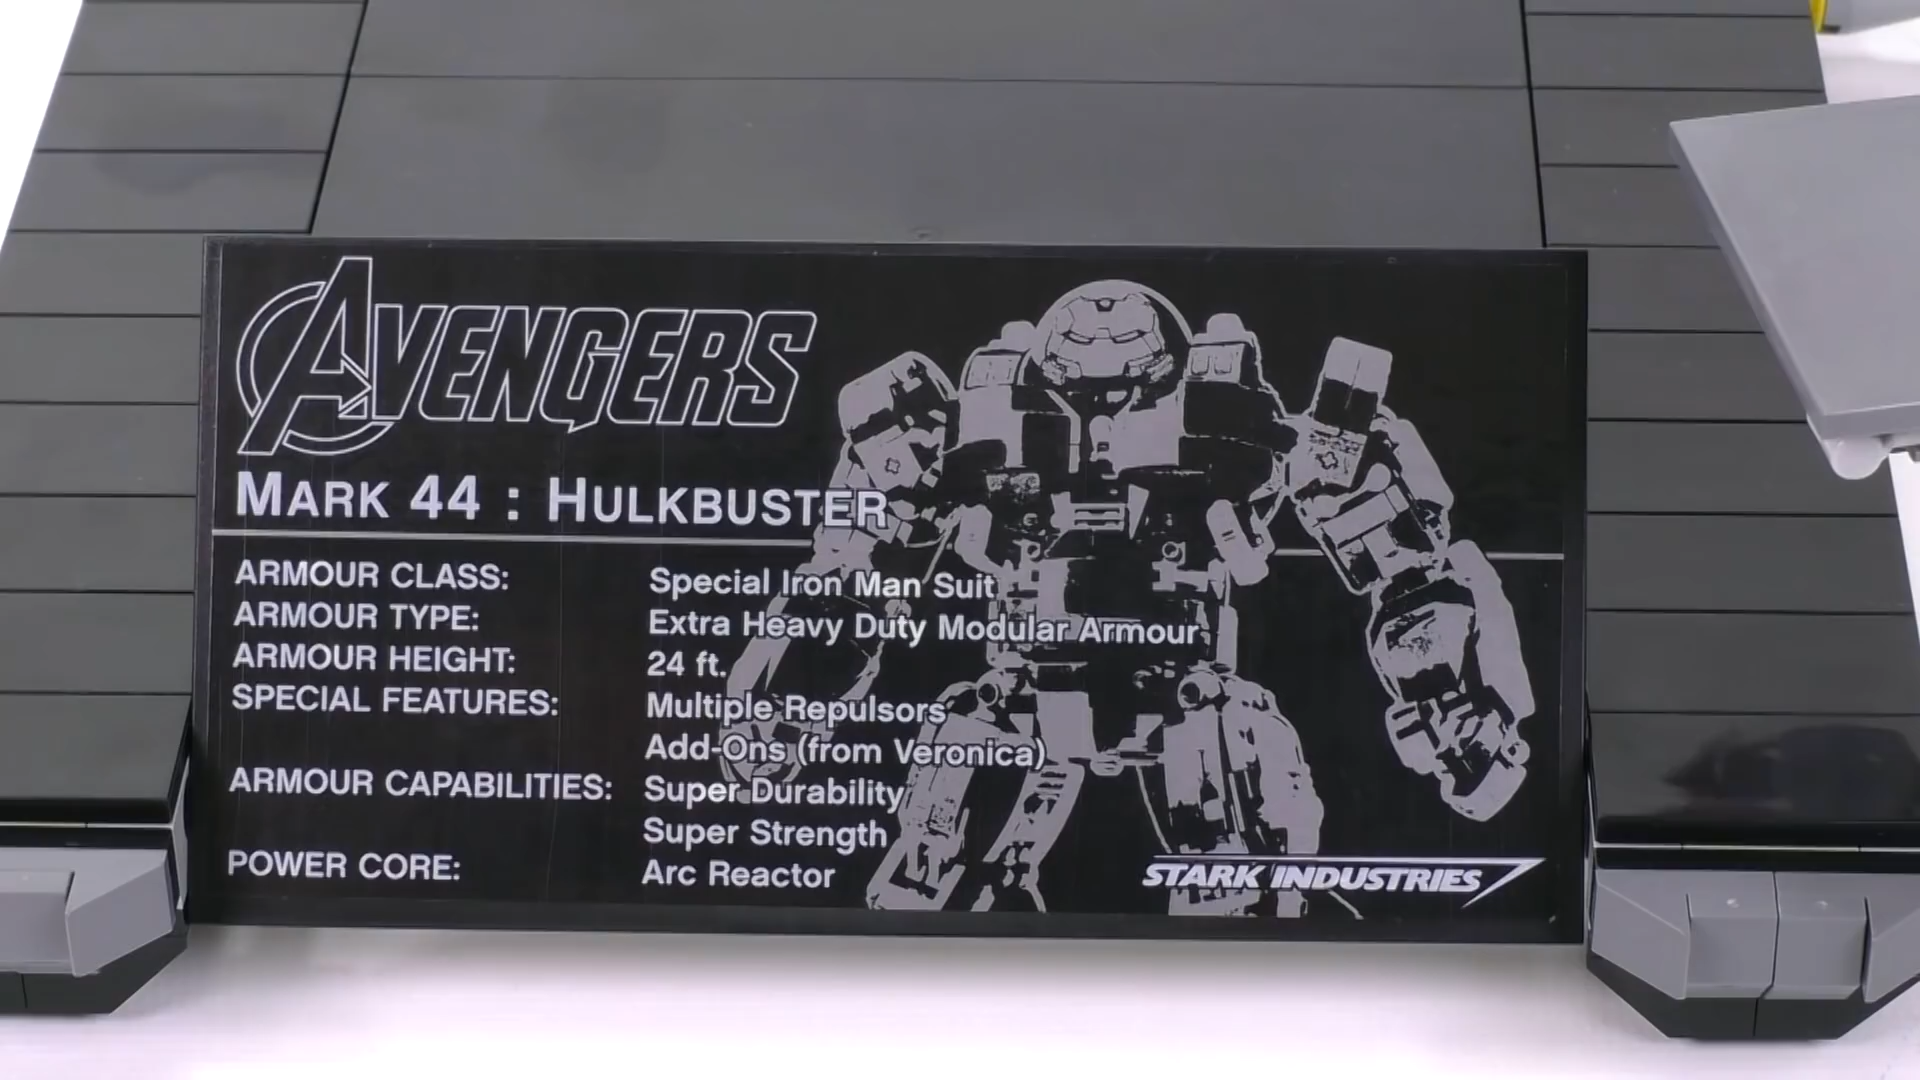 AVENGERS
MARK 44 : HULKBUSTER
ARMOUR CLASS: Special Iron Man Suit
ARMOUR TYPE: Extra Heavy Duty Modular Armour
ARMOUR HEIGHT: 24 ft.
SPECIAL FEATURES: Multiple Repulsors
Add-Ons (from Veronica)
ARMOUR CAPABILITIES: Super Durability
Super Strength
POWER CORE: Arc Reactor
STARK INDUSTRIES